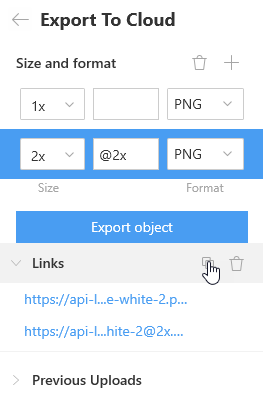 Export To Cloud
Size and format
1x PNG
2x @2x PNG
Size Format
Export object
Links
https://api-l...e-white-2.p...
https://api-l...hite-2@2x....
Previous Uploads